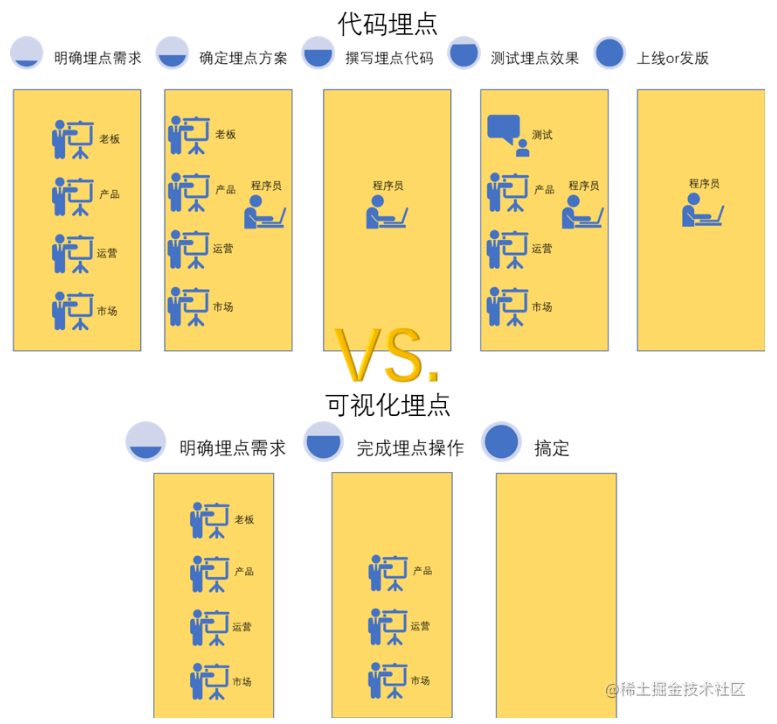 代码埋点
明确埋点需求 确定埋点方案 撰写埋点代码 测试埋点效果 上线or发版
老板 老板 测试
产品 产品 程序员 程序员 产品 程序员 程序员
运营 运营 运营
市场 市场 市场
VS.
可视化埋点
明确埋点需求 完成埋点操作 搞定
老板
产品 产品
运营 运营
市场 市场
@稀土掘金技术社区